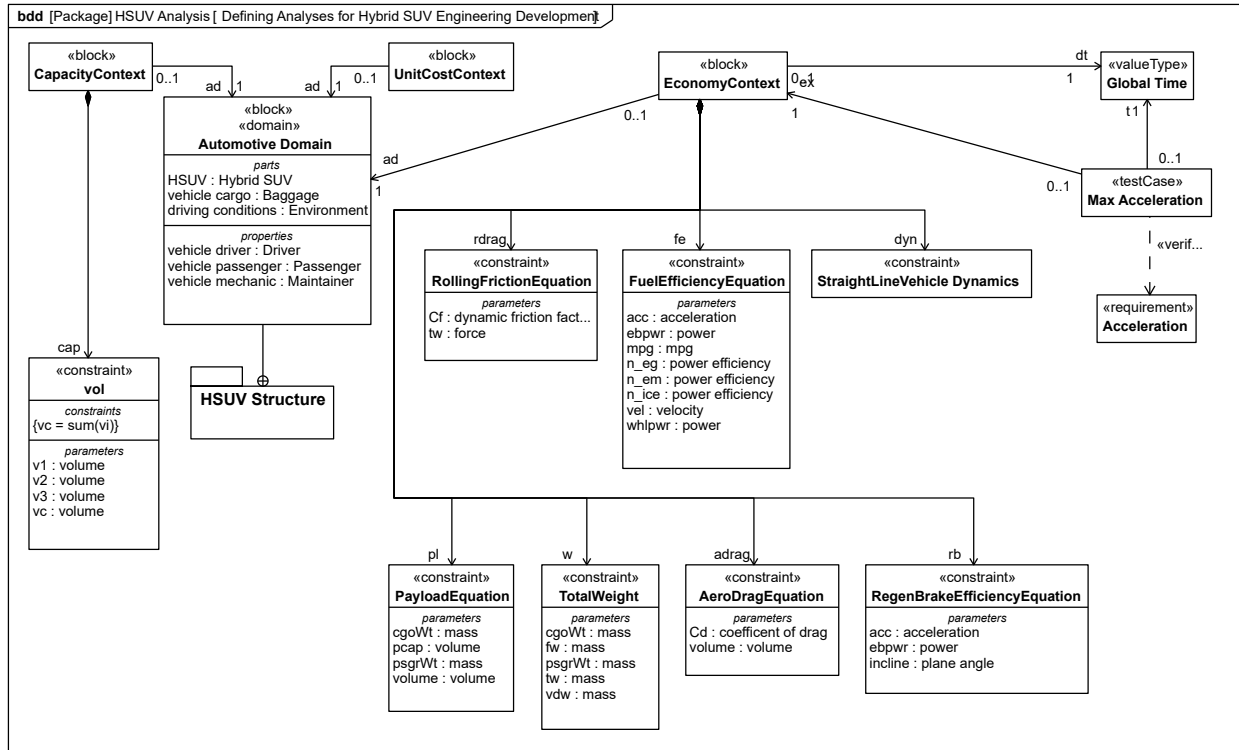 bdd [Package] HSUV Analysis [ Defining Analyses for Hybrid SUV Engineering Development ]
«block»
CapacityContext
0..1
ad
1
«block»
UnitCostContext
0..1
ad
1
«block»
EconomyContext
0..1
dt
1
ex
1
0..1
ad
1
«valueType»
Global Time
t1
0..1
0..1
«testCase»
Max Acceleration
«verif...
«requirement»
Acceleration
«block»
«domain»
Automotive Domain
parts
HSUV : Hybrid SUV
vehicle cargo : Baggage
driving conditions : Environment
properties
vehicle driver : Driver
vehicle passenger : Passenger
vehicle mechanic : Maintainer
HSUV Structure
cap
«constraint»
vol
constraints
{vc = sum(vi)}
parameters
v1 : volume
v2 : volume
v3 : volume
vc : volume
rdrag
«constraint»
RollingFrictionEquation
parameters
Cf : dynamic friction fact...
tw : force
fe
«constraint»
FuelEfficiencyEquation
parameters
acc : acceleration
ebpwr : power
mpg : mpg
n_eg : power efficiency
n_em : power efficiency
n_ice : power efficiency
vel : velocity
whlpwr : power
dyn
«constraint»
StraightLineVehicle Dynamics
pl
«constraint»
PayloadEquation
parameters
cgoWt : mass
pcap : volume
psgrWt : mass
volume : volume
w
«constraint»
TotalWeight
parameters
cgoWt : mass
fw : mass
psgrWt : mass
tw : mass
vdw : mass
adrag
«constraint»
AeroDragEquation
parameters
Cd : coefficent of drag
volume : volume
rb
«constraint»
RegenBrakeEfficiencyEquation
parameters
acc : acceleration
ebpwr : power
incline : plane angle